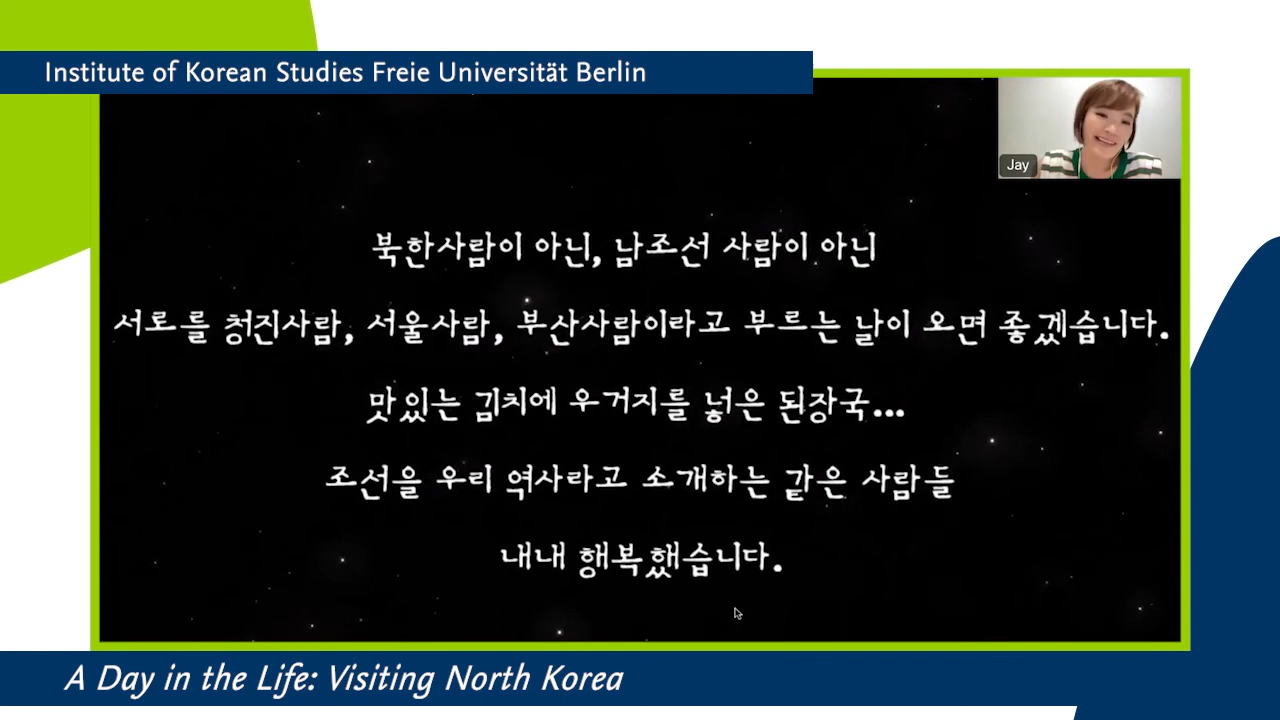 Institute of Korean Studies Freie Universität Berlin
Jay
북한사람이 아닌, 남조선 사람이 아닌
서로를 청진사람, 서울사람, 부산사람이라고 부르는 날이 오면 좋겠습니다.
맛있는 김치에 우거지를 넣은 된장국...
조선을 우리 역사라고 소개하는 같은 사람들
내내 행복했습니다.
A Day in the Life: Visiting North Korea